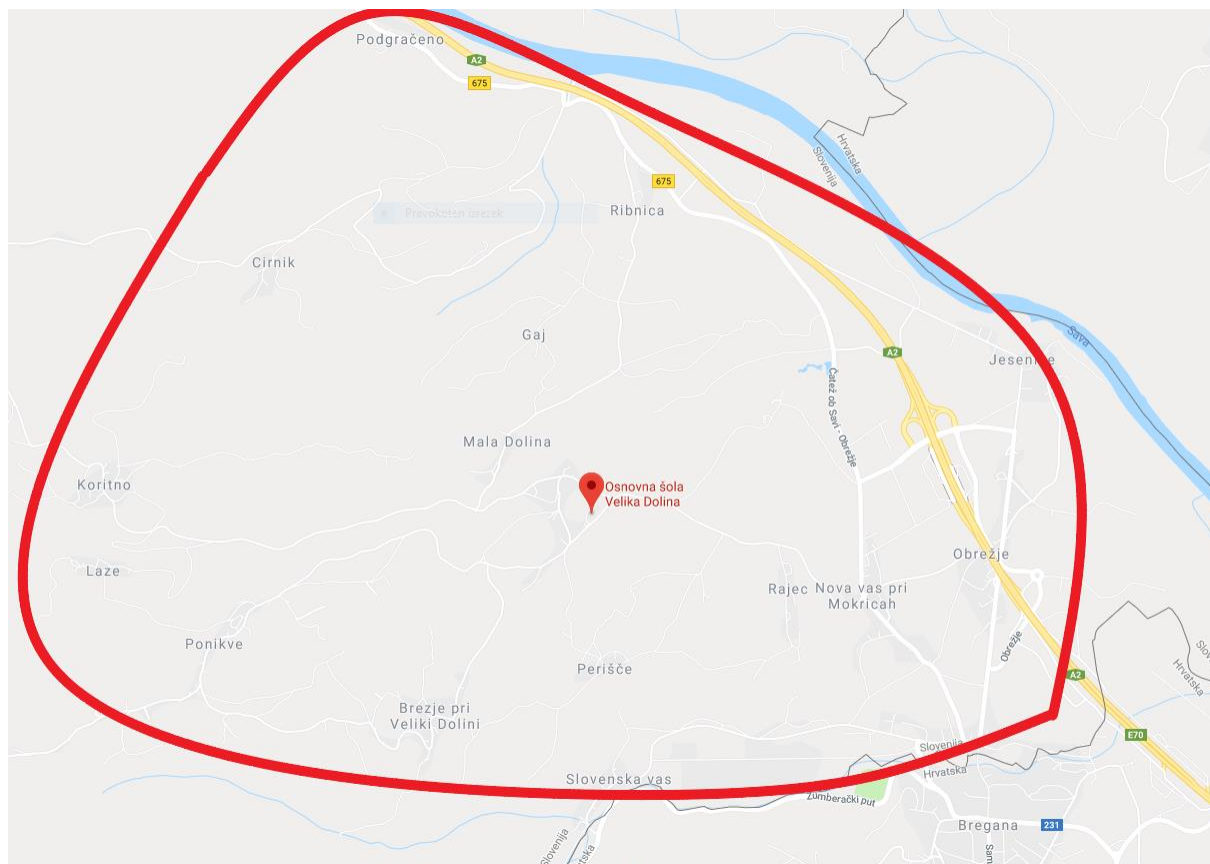 Podgračeno
A2
675
Hrvatska
Slovenija
675
Ribnica
Pravokoten izrezek
Cirnik
Gaj
Sava
A2
Jesenice
Čatež ob Savi - Obrežje
Mala Dolina
Koritno
Osnovna šola
Velika Dolina
Obrežje
Laze
Rajec
Nova vas pri
Mokricah
Ponikve
Obrežje
Perišče
Hrvatska
A2
Brezje pri
Veliki Dolini
E70
Slovenija
Hrvatska
Slovenska vas
Žumberački put
Bregana
231
Slovenija